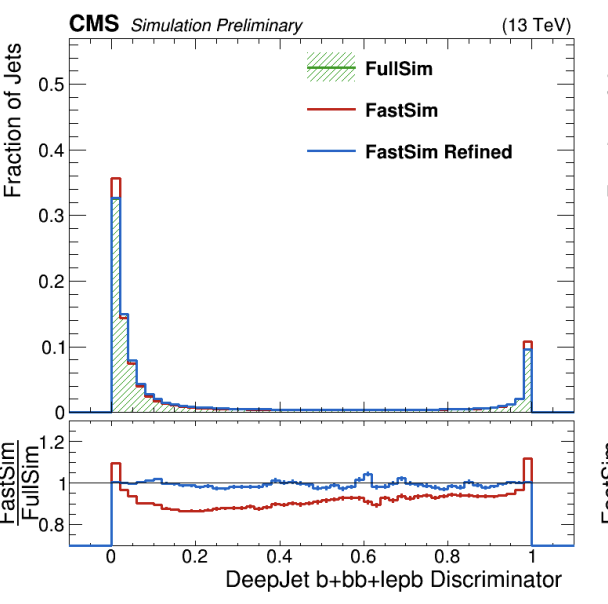 CMS Simulation Preliminary (13 TeV)
Fraction of Jets
FullSim
FastSim
FastSim Refined
0.5
0.4
0.3
0.2
0.1
0
FastSim
FullSim
1.2
1
0.8
0 0.2 0.4 0.6 0.8 1
DeepJet b+bb+lepb Discriminator